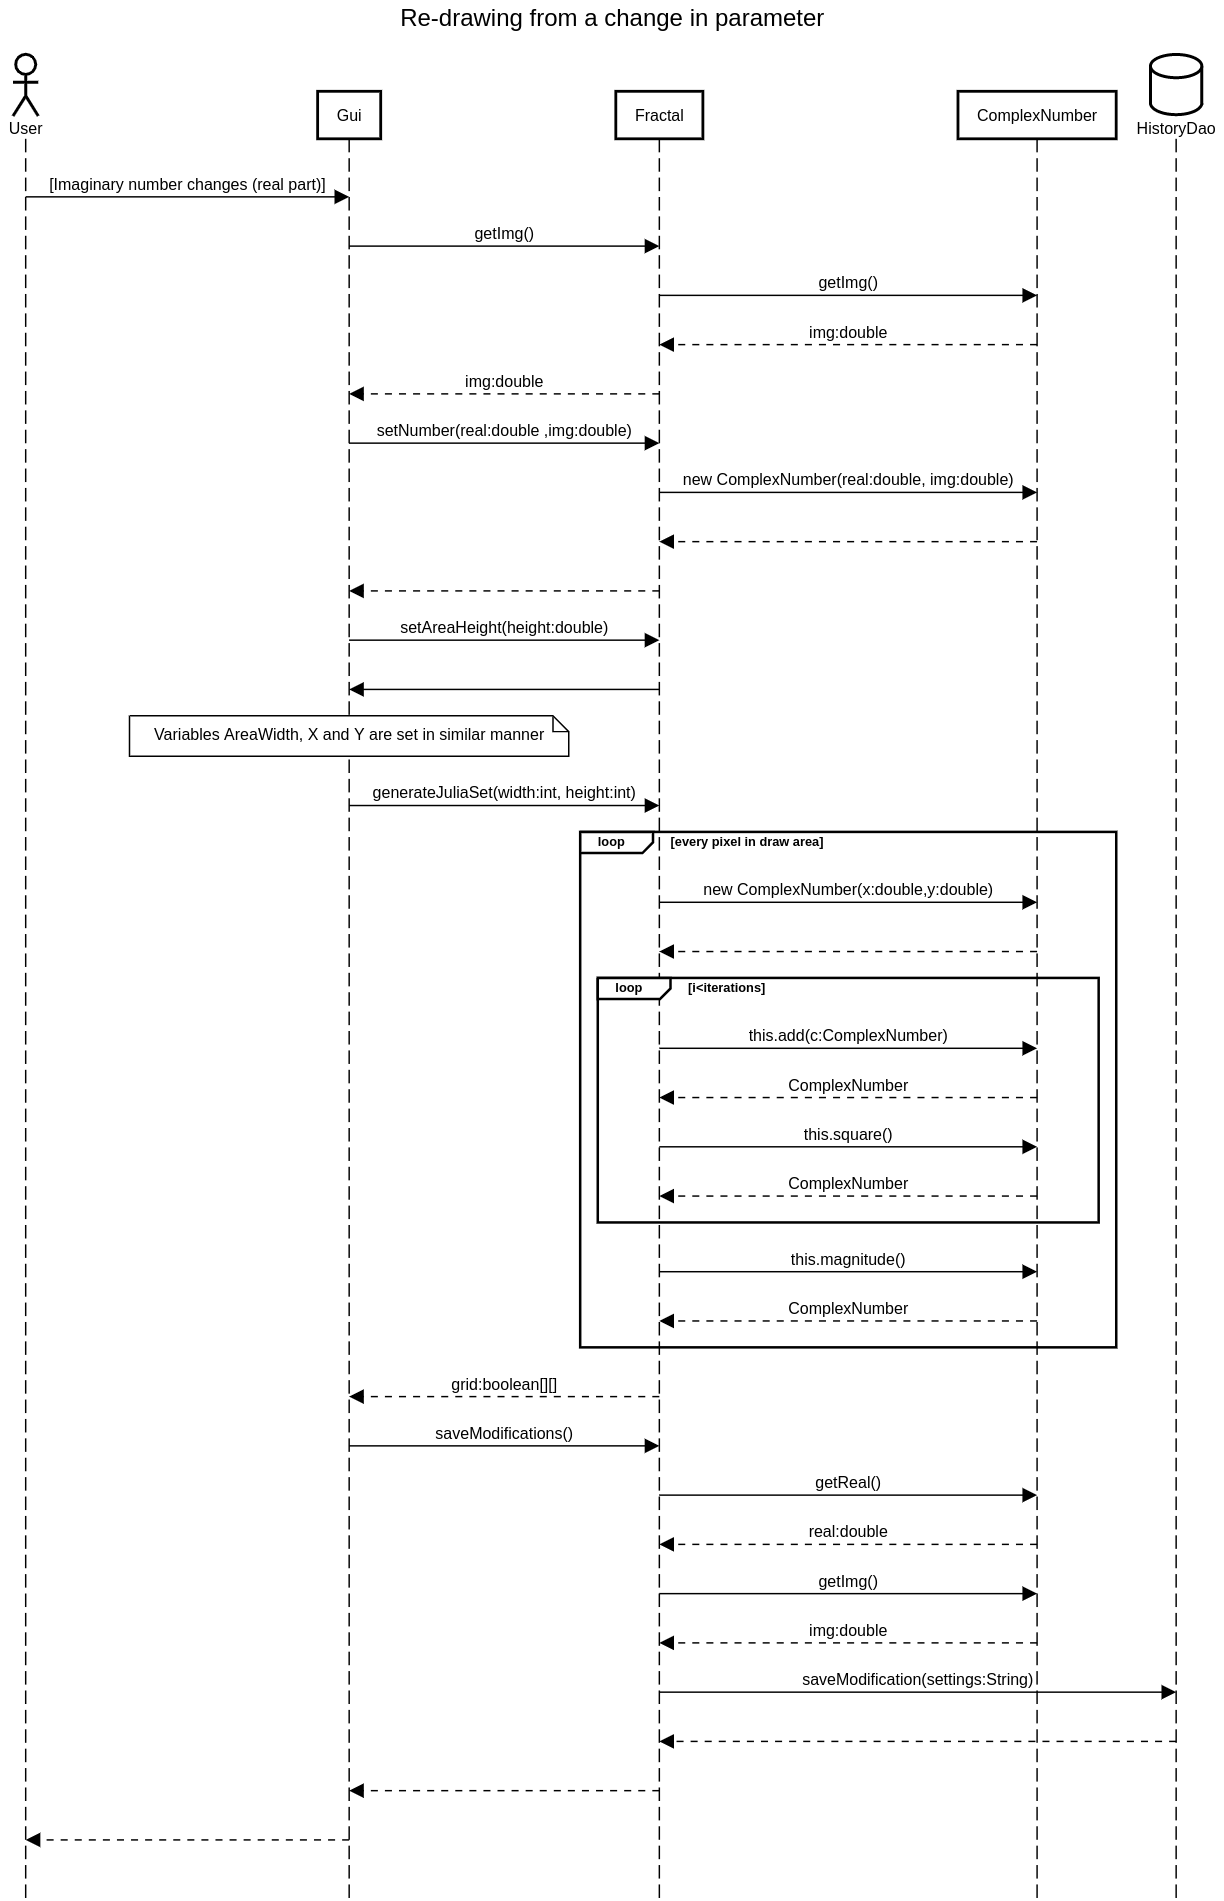 Re-drawing from a change in parameter
User
Gui
Fractal
ComplexNumber
HistoryDao
[Imaginary number changes (real part)]
getImg()
getImg()
img:double
img:double
setNumber(real:double ,img:double)
new ComplexNumber(real:double, img:double)
setAreaHeight(height:double)
Variables AreaWidth, X and Y are set in similar manner
generateJuliaSet(width:int, height:int)
loop [every pixel in draw area]
new ComplexNumber(x:double,y:double)
loop [i<iterations]
this.add(c:ComplexNumber)
ComplexNumber
this.square()
ComplexNumber
this.magnitude()
ComplexNumber
grid:boolean[][]
saveModifications()
getReal()
real:double
getImg()
img:double
saveModification(settings:String)